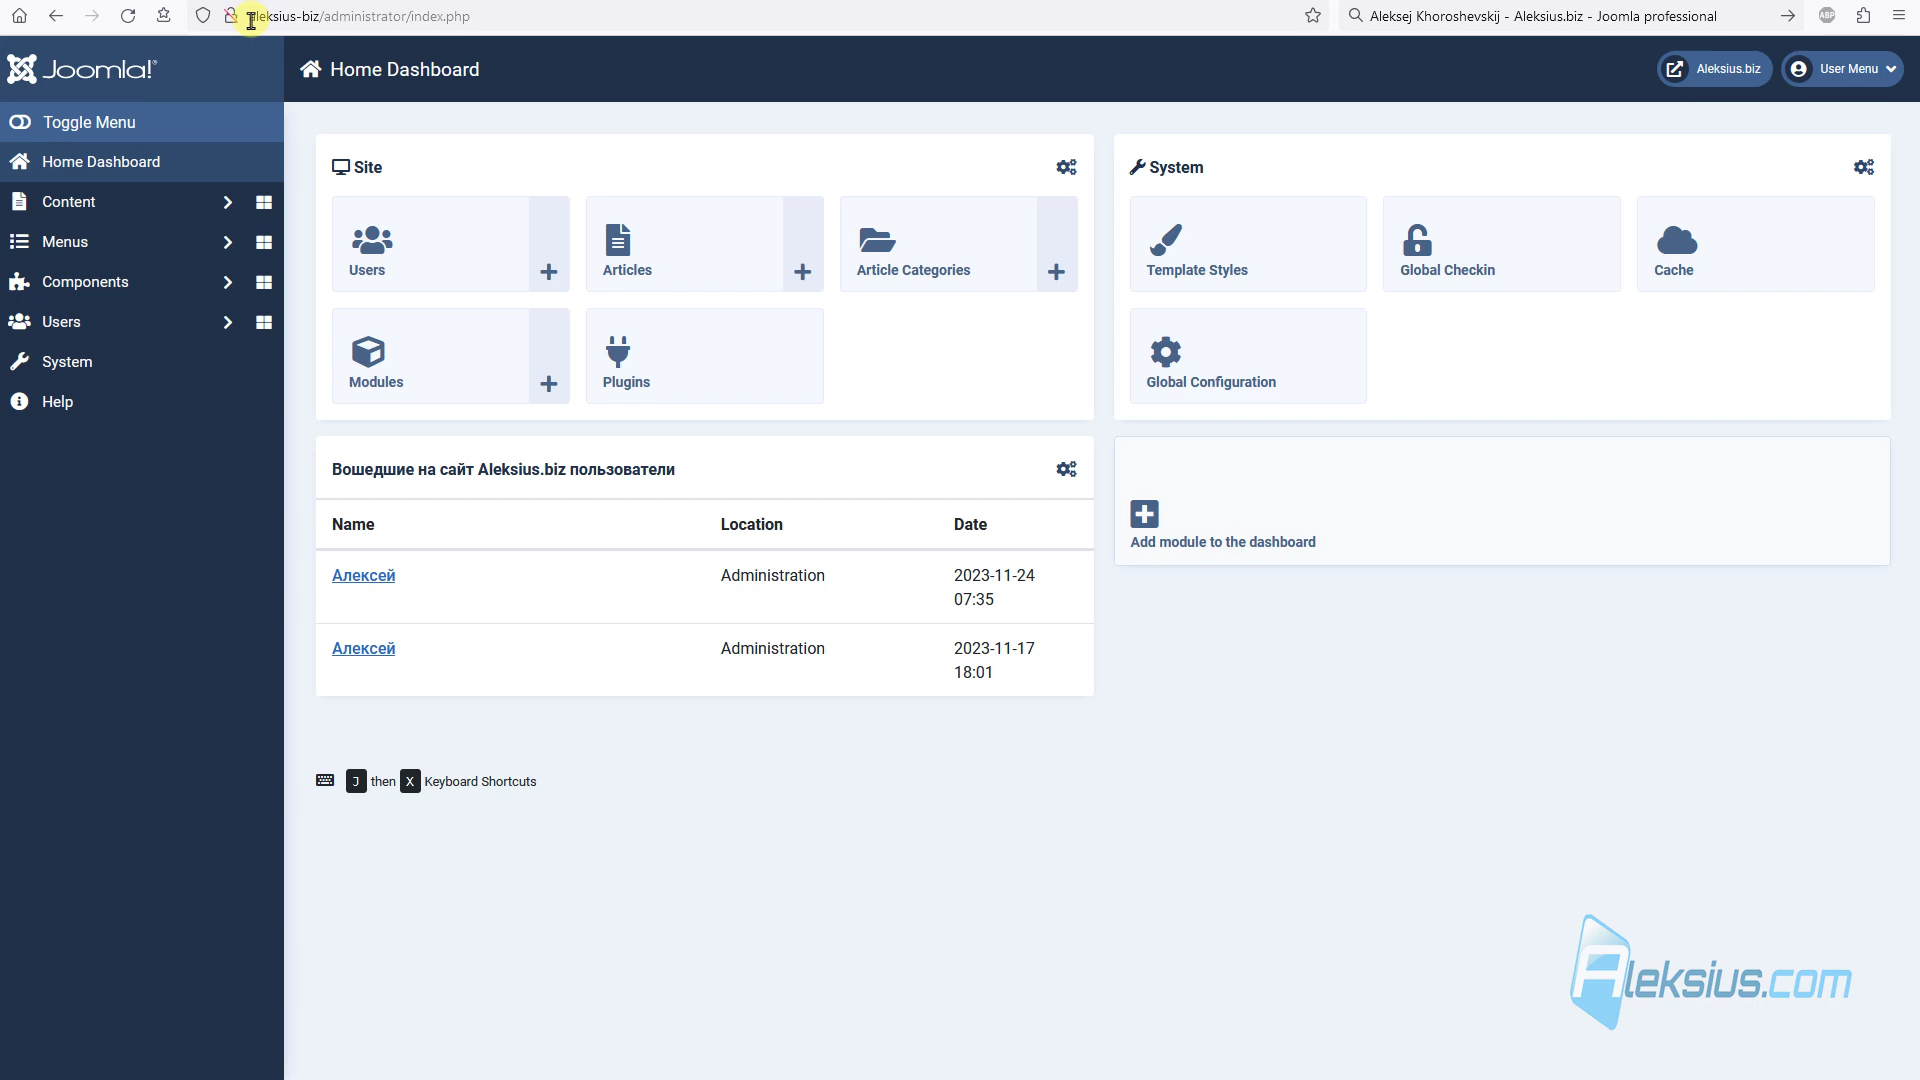 leksius-biz/administrator/index.php
Aleksej Khoroshevskij - Aleksius.biz - Joomla professional
ABP
Joomla!®
Home Dashboard
Aleksius.biz
User Menu
Toggle Menu
Home Dashboard
Content
Menus
Components
Users
System
Help
Site
Users
Articles
Article Categories
Modules
Plugins
System
Template Styles
Global Checkin
Cache
Global Configuration
Вошедшие на сайт Aleksius.biz пользователи
Name Location Date
Алексей Administration 2023-11-24
07:35
Алексей Administration 2023-11-17
18:01
Add module to the dashboard
J then X Keyboard Shortcuts
Aleksius.com